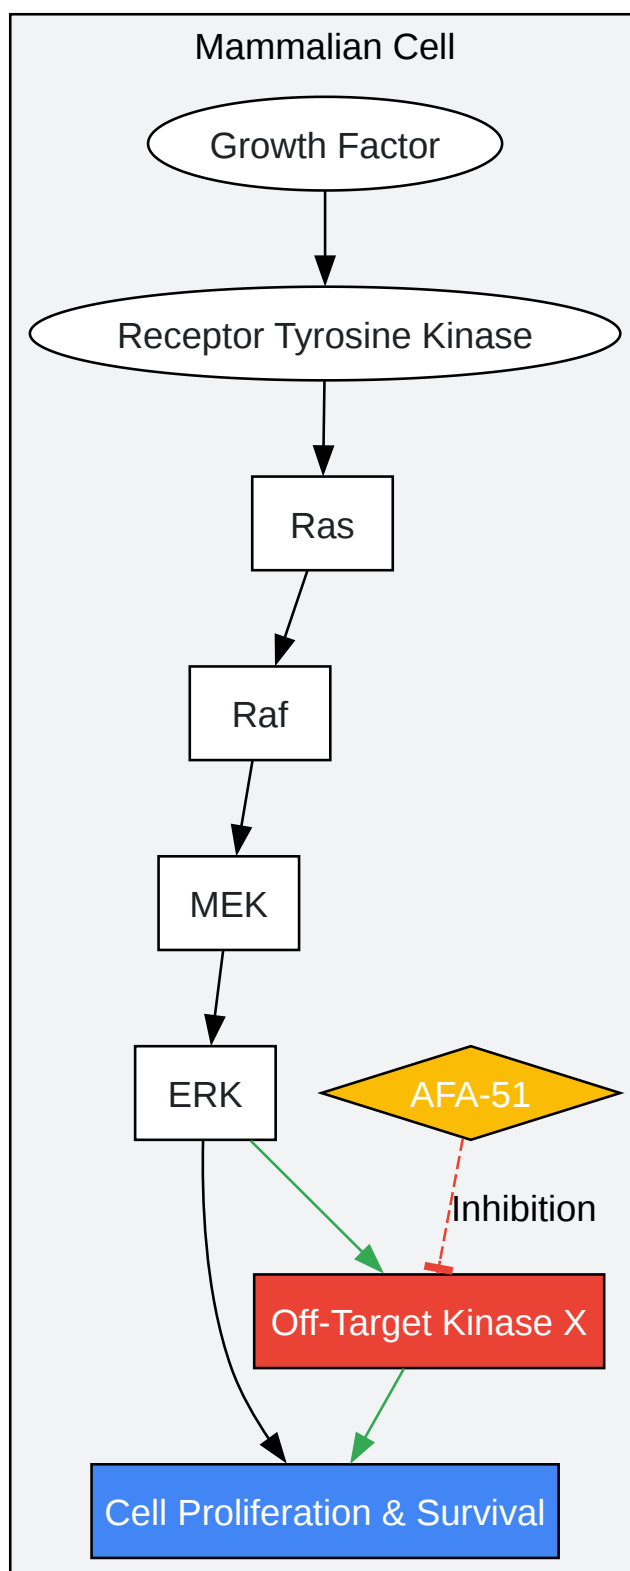 Mammalian Cell
Growth Factor
Receptor Tyrosine Kinase
Ras
Raf
MEK
ERK
AFA-51
Inhibition
Off-Target Kinase X
Cell Proliferation & Survival